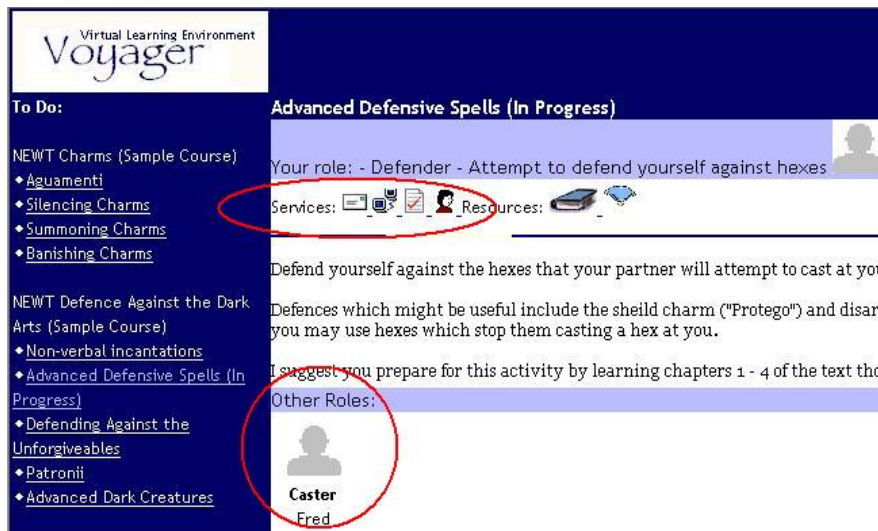 Virtual Learning Environment
Voyager
To Do:
NEWT Charms (Sample Course)
Aguamenti
Silencing Charms
Summoning Charms
Banishing Charms
NEWT Defence Against the Dark
Arts (Sample Course)
Non-verbal incantations
Advanced Defensive Spells (In
Progress)
Defending Against the
Unforgiveables
Patronii
Advanced Dark Creatures
Advanced Defensive Spells (In Progress)
Your role: - Defender - Attempt to defend yourself against hexes
Services: Resources:
Defend yourself against the hexes that your partner will attempt to cast at
Defences which might be useful include the sheild charm ("Protego") and
you may use hexes which stop them casting a hex at you.
I suggest you prepare for this activity by learning chapters 1 - 4 of the text
Other Roles:
Caster
Fred